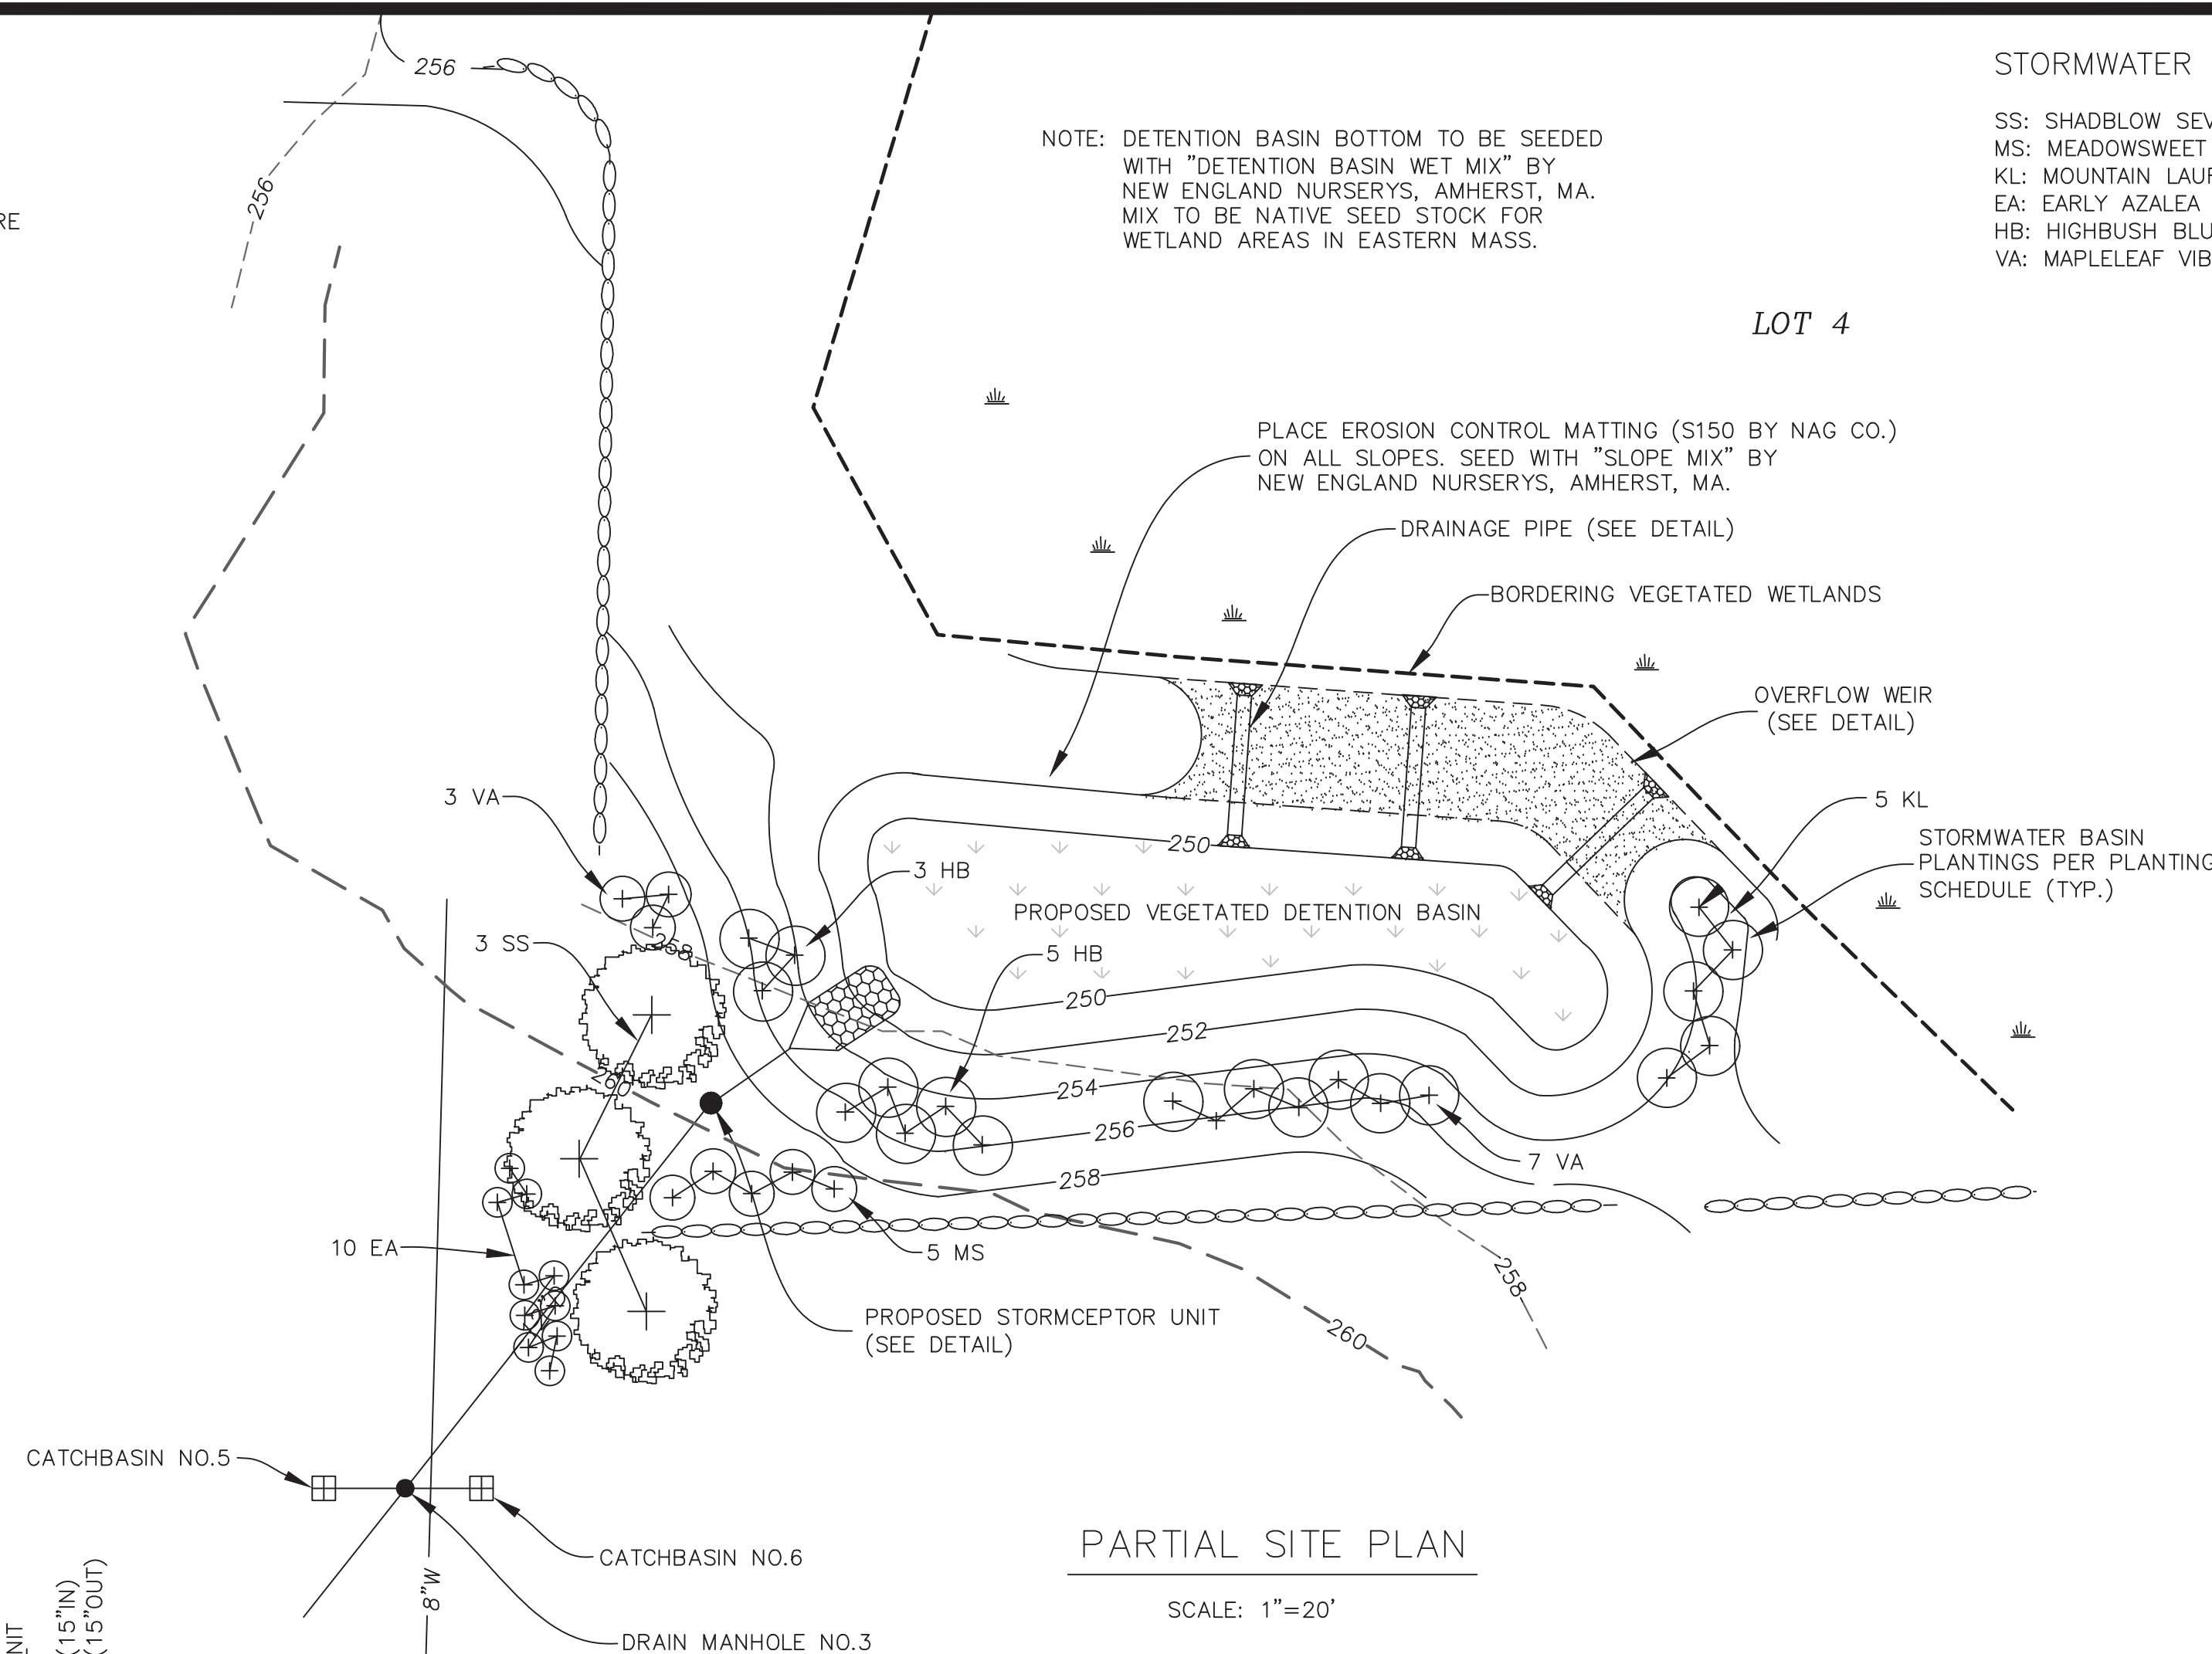 256
256
RE
NOTE: DETENTION BASIN BOTTOM TO BE SEEDED
WITH "DETENTION BASIN WET MIX" BY
NEW ENGLAND NURSERYS, AMHERST, MA.
MIX TO BE NATIVE SEED STOCK FOR
WETLAND AREAS IN EASTERN MASS.
STORMWATER
SS: SHADBLOW SEV
MS: MEADOWSWEET
KL: MOUNTAIN LAUR
EA: EARLY AZALEA
HB: HIGHBUSH BLU
VA: MAPLELEAF VIB
LOT 4
PLACE EROSION CONTROL MATTING (S150 BY NAG CO.)
ON ALL SLOPES. SEED WITH "SLOPE MIX" BY
NEW ENGLAND NURSERYS, AMHERST, MA.
DRAINAGE PIPE (SEE DETAIL)
BORDERING VEGETATED WETLANDS
OVERFLOW WEIR
(SEE DETAIL)
3 VA
5 KL
STORMWATER BASIN
PLANTINGS PER PLANTING
SCHEDULE (TYP.)
250
3 HB
PROPOSED VEGETATED DETENTION BASIN
3 SS
258
5 HB
250
252
260
254
256
7 VA
258
10 EA
5 MS
258
PROPOSED STORMCEPTOR UNIT
(SEE DETAIL)
260
CATCHBASIN NO.5
CATCHBASIN NO.6
8"W
DRAIN MANHOLE NO.3
PARTIAL SITE PLAN
SCALE: 1"=20'
NIT
(15"IN)
(15"OUT)